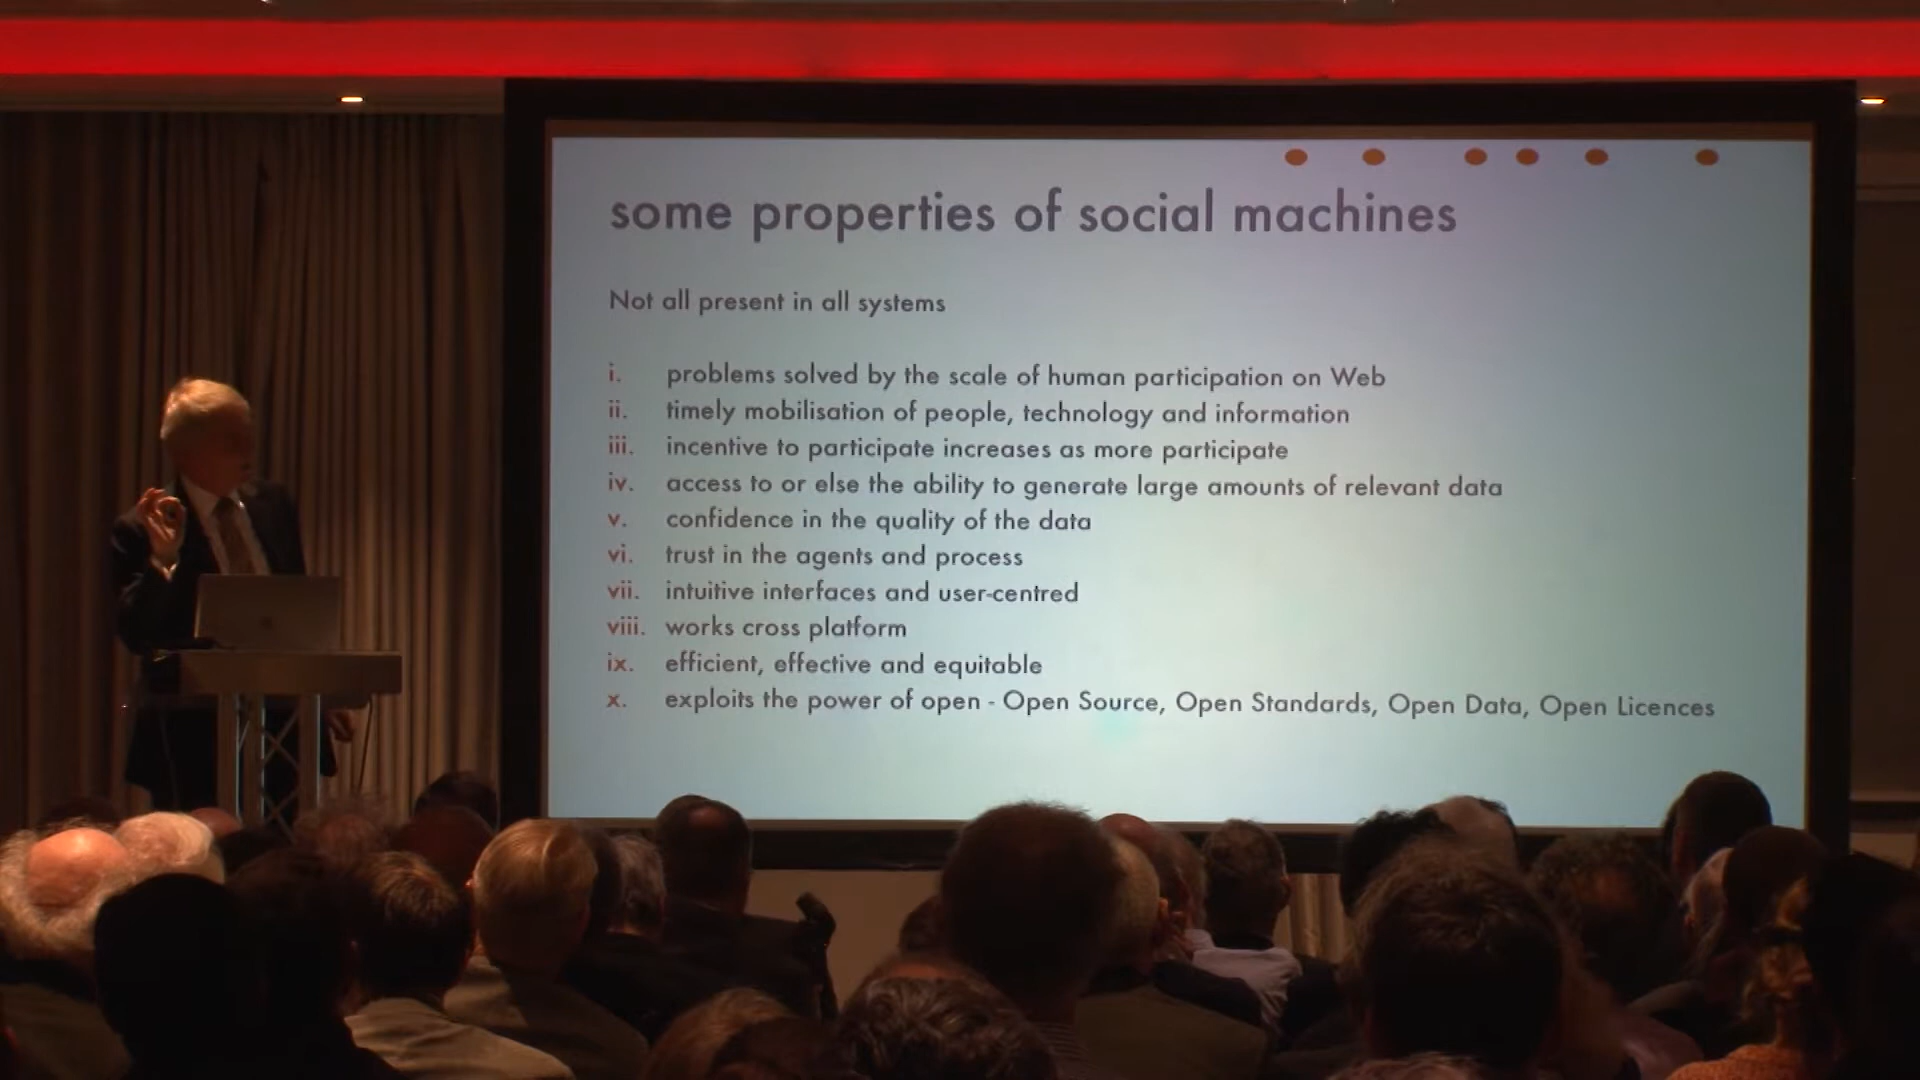 some properties of social machines
Not all present in all systems
i. problems solved by the scale of human participation on Web
ii. timely mobilisation of people, technology and information
iii. incentive to participate increases as more participate
iv. access to or else the ability to generate large amounts of relevant data
v. confidence in the quality of the data
vi. trust in the agents and process
vii. intuitive interfaces and user-centred
viii. works cross platform
ix. efficient, effective and equitable
x. exploits the power of open - Open Source, Open Standards, Open Data, Open Licences